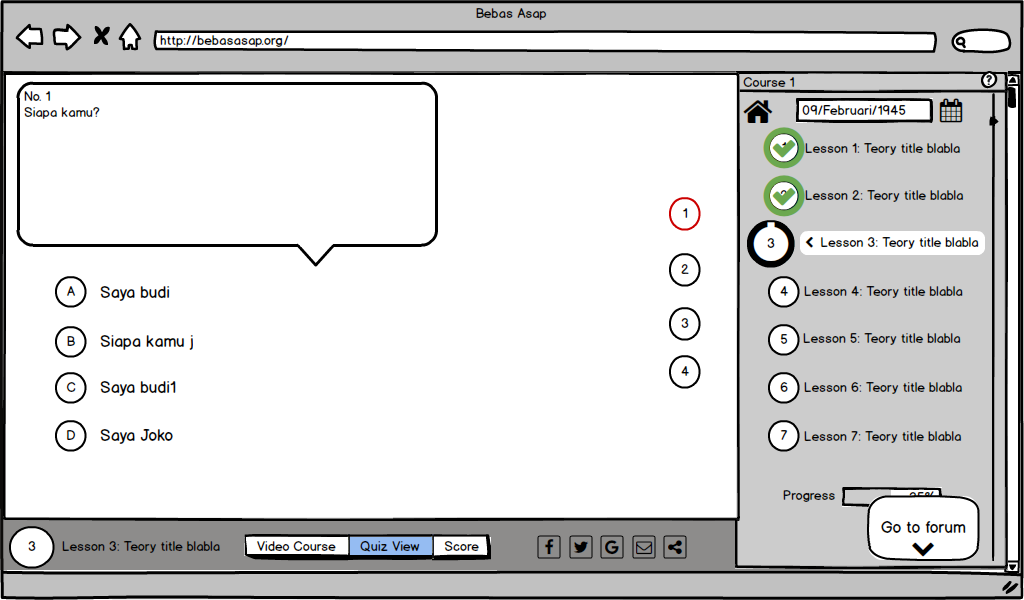 Bebas Asap
http://bebasasap.org/
No. 1
Siapa kamu?
A Saya budi
B Siapa kamu j
C Saya budi1
D Saya Joko
1
2
3
4
Course 1
?
09/Februari/1945
Lesson 1: Teory title blabla
Lesson 2: Teory title blabla
3 Lesson 3: Teory title blabla
4 Lesson 4: Teory title blabla
5 Lesson 5: Teory title blabla
6 Lesson 6: Teory title blabla
7 Lesson 7: Teory title blabla
Progress
Go to forum
3 Lesson 3: Teory title blabla
Video Course Quiz View Score